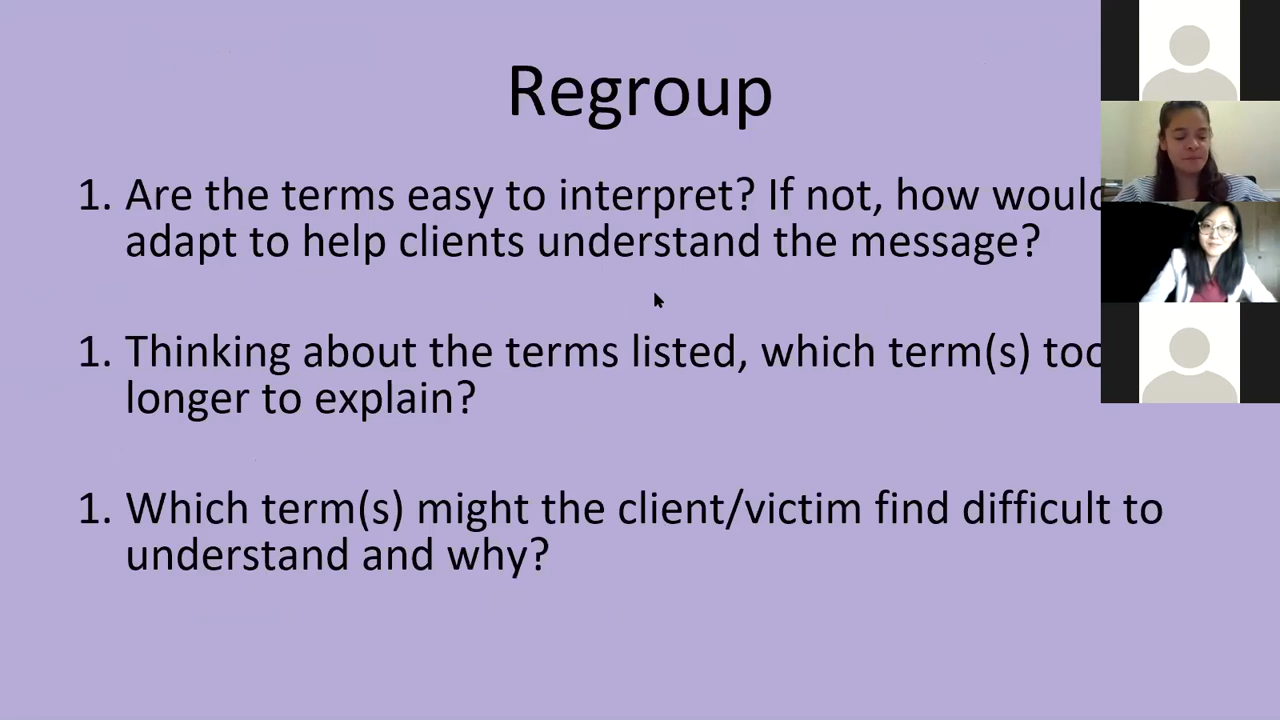 Regroup
1. Are the terms easy to interpret? If not, how would
adapt to help clients understand the message?
1. Thinking about the terms listed, which term(s)
longer to explain?
1. Which term(s) might the client/victim find difficult to
understand and why?